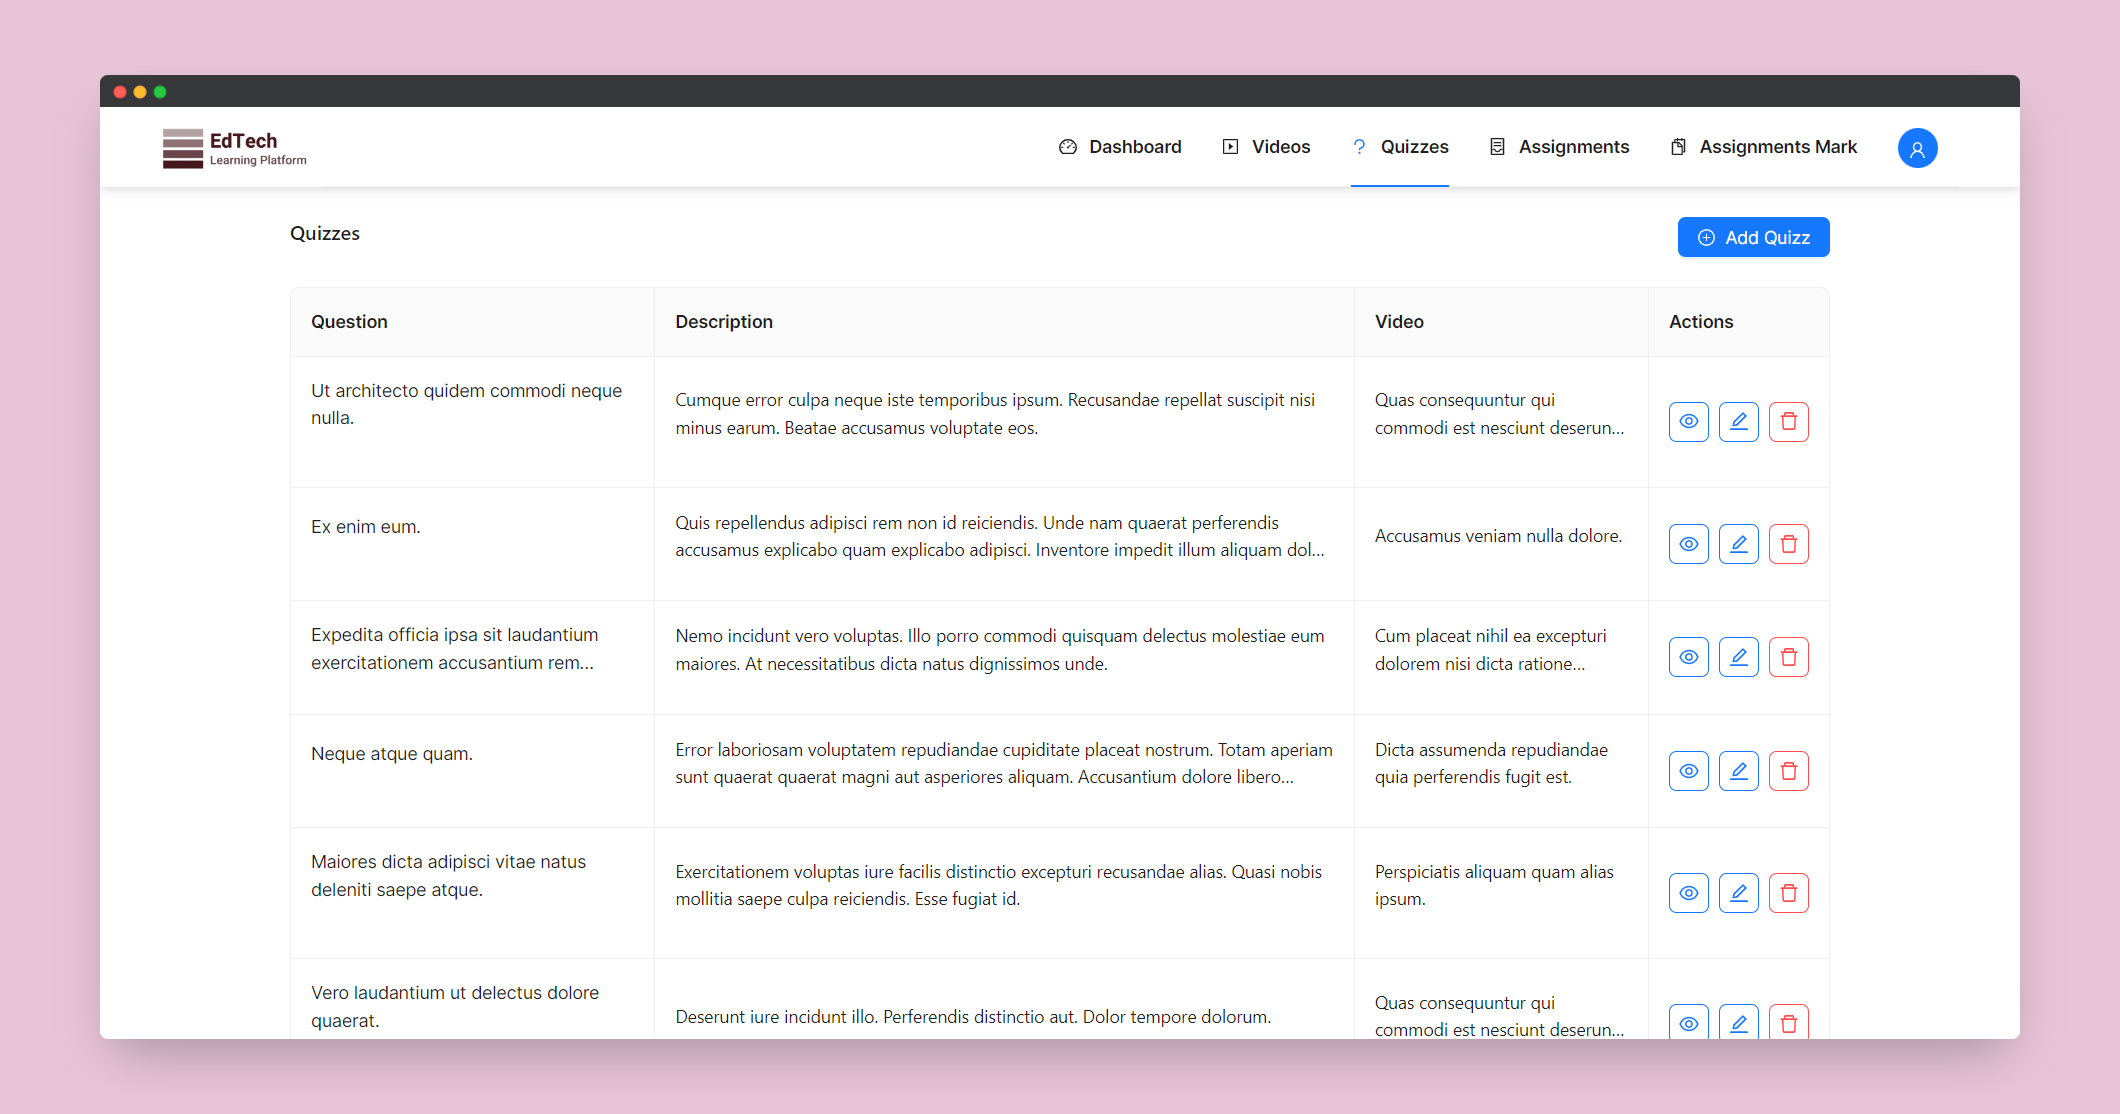 EdTech
Learning Platform
Dashboard
Videos
Quizzes
Assignments
Assignments Mark
Quizzes
Add Quizz
Question
Description
Video
Actions
Ut architecto quidem commodi neque
nulla.
Cumque error culpa neque iste temporibus ipsum. Recusandae repellat suscipit nisi
minus earum. Beatae accusamus voluptate eos.
Quas consequuntur qui
commodi est nesciunt deserun...
Ex enim eum.
Quis repellendus adipisci rem non id reiciendis. Unde nam quaerat perferendis
accusamus explicabo quam explicabo adipisci. Inventore impedit illum aliquam dol...
Accusamus veniam nulla dolore.
Expedita officia ipsa sit laudantium
exercitationem accusantium rem...
Nemo incidunt vero voluptas. Illo porro commodi quisquam delectus molestiae eum
maiores. At necessitatibus dicta natus dignissimos unde.
Cum placeat nihil ea excepturi
dolorem nisi dicta ratione...
Neque atque quam.
Error laboriosam voluptatem repudiandae cupiditate placeat nostrum. Totam aperiam
sunt quaerat quaerat magni aut asperiores aliquam. Accusantium dolore libero...
Dicta assumenda repudiandae
quia perferendis fugit est.
Maiores dicta adipisci vitae natus
deleniti saepe atque.
Exercitationem voluptas iure facilis distinctio excepturi recusandae alias. Quasi nobis
mollitia saepe culpa reiciendis. Esse fugiat id.
Perspiciatis aliquam quam alias
ipsum.
Vero laudantium ut delectus dolore
quaerat.
Deserunt iure incidunt illo. Perferendis distinctio aut. Dolor tempore dolorum.
Quas consequuntur qui
commodi est nesciunt deserun...